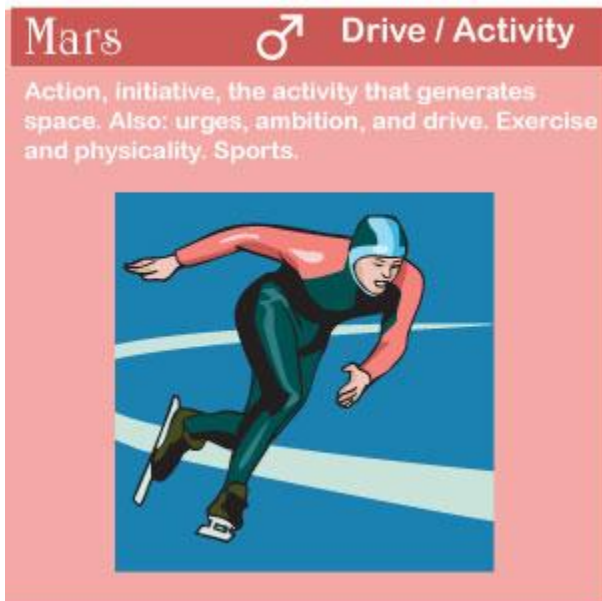 Mars ♂ Drive / Activity
Action, initiative, the activity that generates
space. Also: urges, ambition, and drive. Exercise
and physicality. Sports.